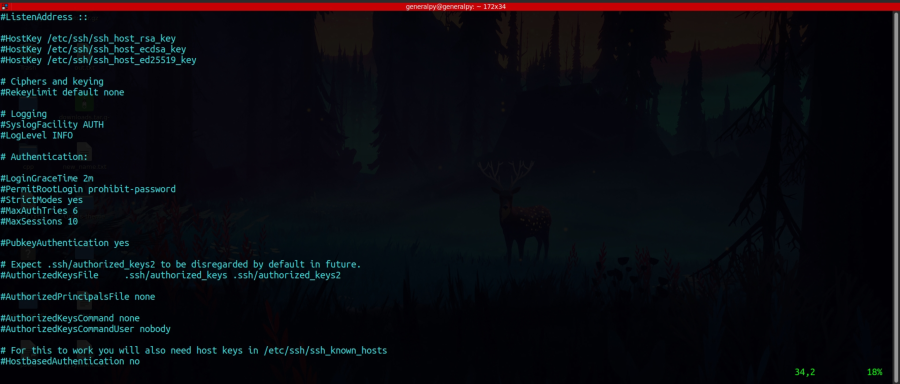 generalpy@generalpy: ~ 172x34
#ListenAddress ::
#HostKey /etc/ssh/ssh_host_rsa_key
#HostKey /etc/ssh/ssh_host_ecdsa_key
#HostKey /etc/ssh/ssh_host_ed25519_key
# Ciphers and keying
#RekeyLimit default none
# Logging
#SyslogFacility AUTH
#LogLevel INFO
# Authentication:
#LoginGraceTime 2m
#PermitRootLogin prohibit-password
#StrictModes yes
#MaxAuthTries 6
#MaxSessions 10
#PubkeyAuthentication yes
# Expect .ssh/authorized_keys2 to be disregarded by default in future.
#AuthorizedKeysFile     .ssh/authorized_keys .ssh/authorized_keys2
#AuthorizedPrincipalsFile none
#AuthorizedKeysCommand none
#AuthorizedKeysCommandUser nobody
# For this to work you will also need host keys in /etc/ssh/ssh_known_hosts
#HostbasedAuthentication no
34,2 18%